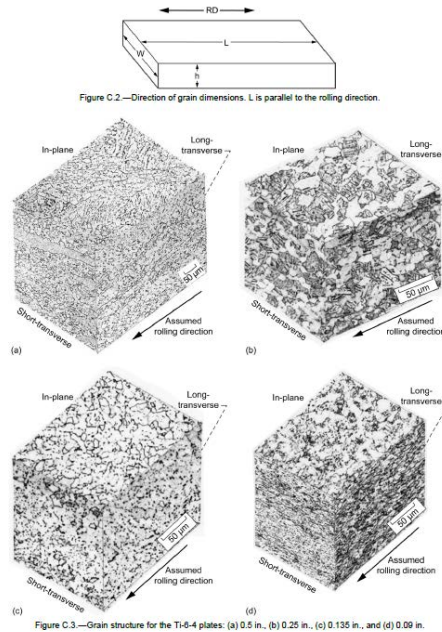 RD
L
W
h
Figure C.2.—Direction of grain dimensions. L is parallel to the rolling direction.
In-plane
Long-transverse
50 µm
Short-transverse
Assumed
rolling direction
(a)
In-plane
Long-
transverse
50 µm
Short-transverse
Assumed
rolling direction
(b)
In-plane
Long-
transverse
50 µm
Short-transverse
Assumed
rolling direction
(c)
In-plane
Long-
transverse
50 µm
Short-transverse
Assumed
rolling direction
(d)
Figure C.3.—Grain structure for the Ti-6-4 plates: (a) 0.5 in., (b) 0.25 in., (c) 0.135 in., and (d) 0.09 in.